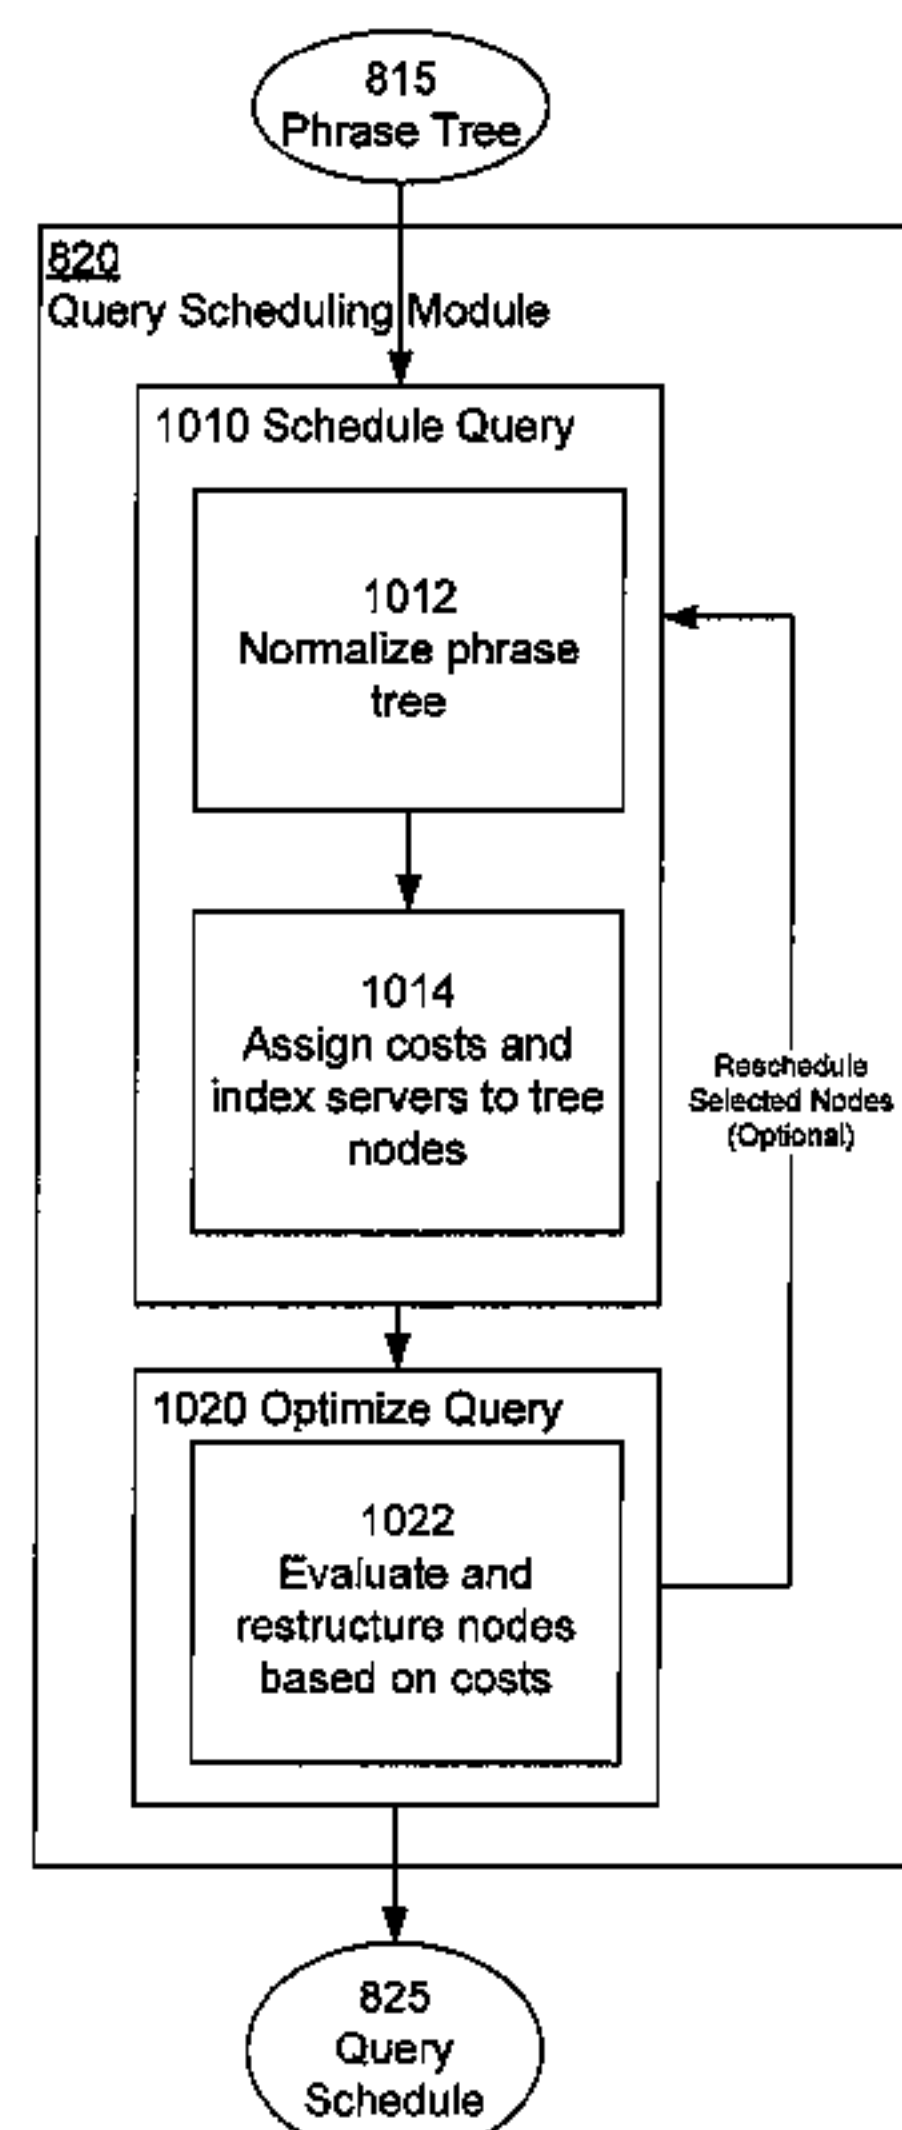 815
Phrase Tree
820
Query Scheduling Module
1010 Schedule Query
1012
Normalize phrase
tree
1014
Assign costs and
index servers to tree
nodes
Reschedule
Selected Nodes
(Optional)
1020 Optimize Query
1022
Evaluate and
restructure nodes
based on costs
825
Query
Schedule